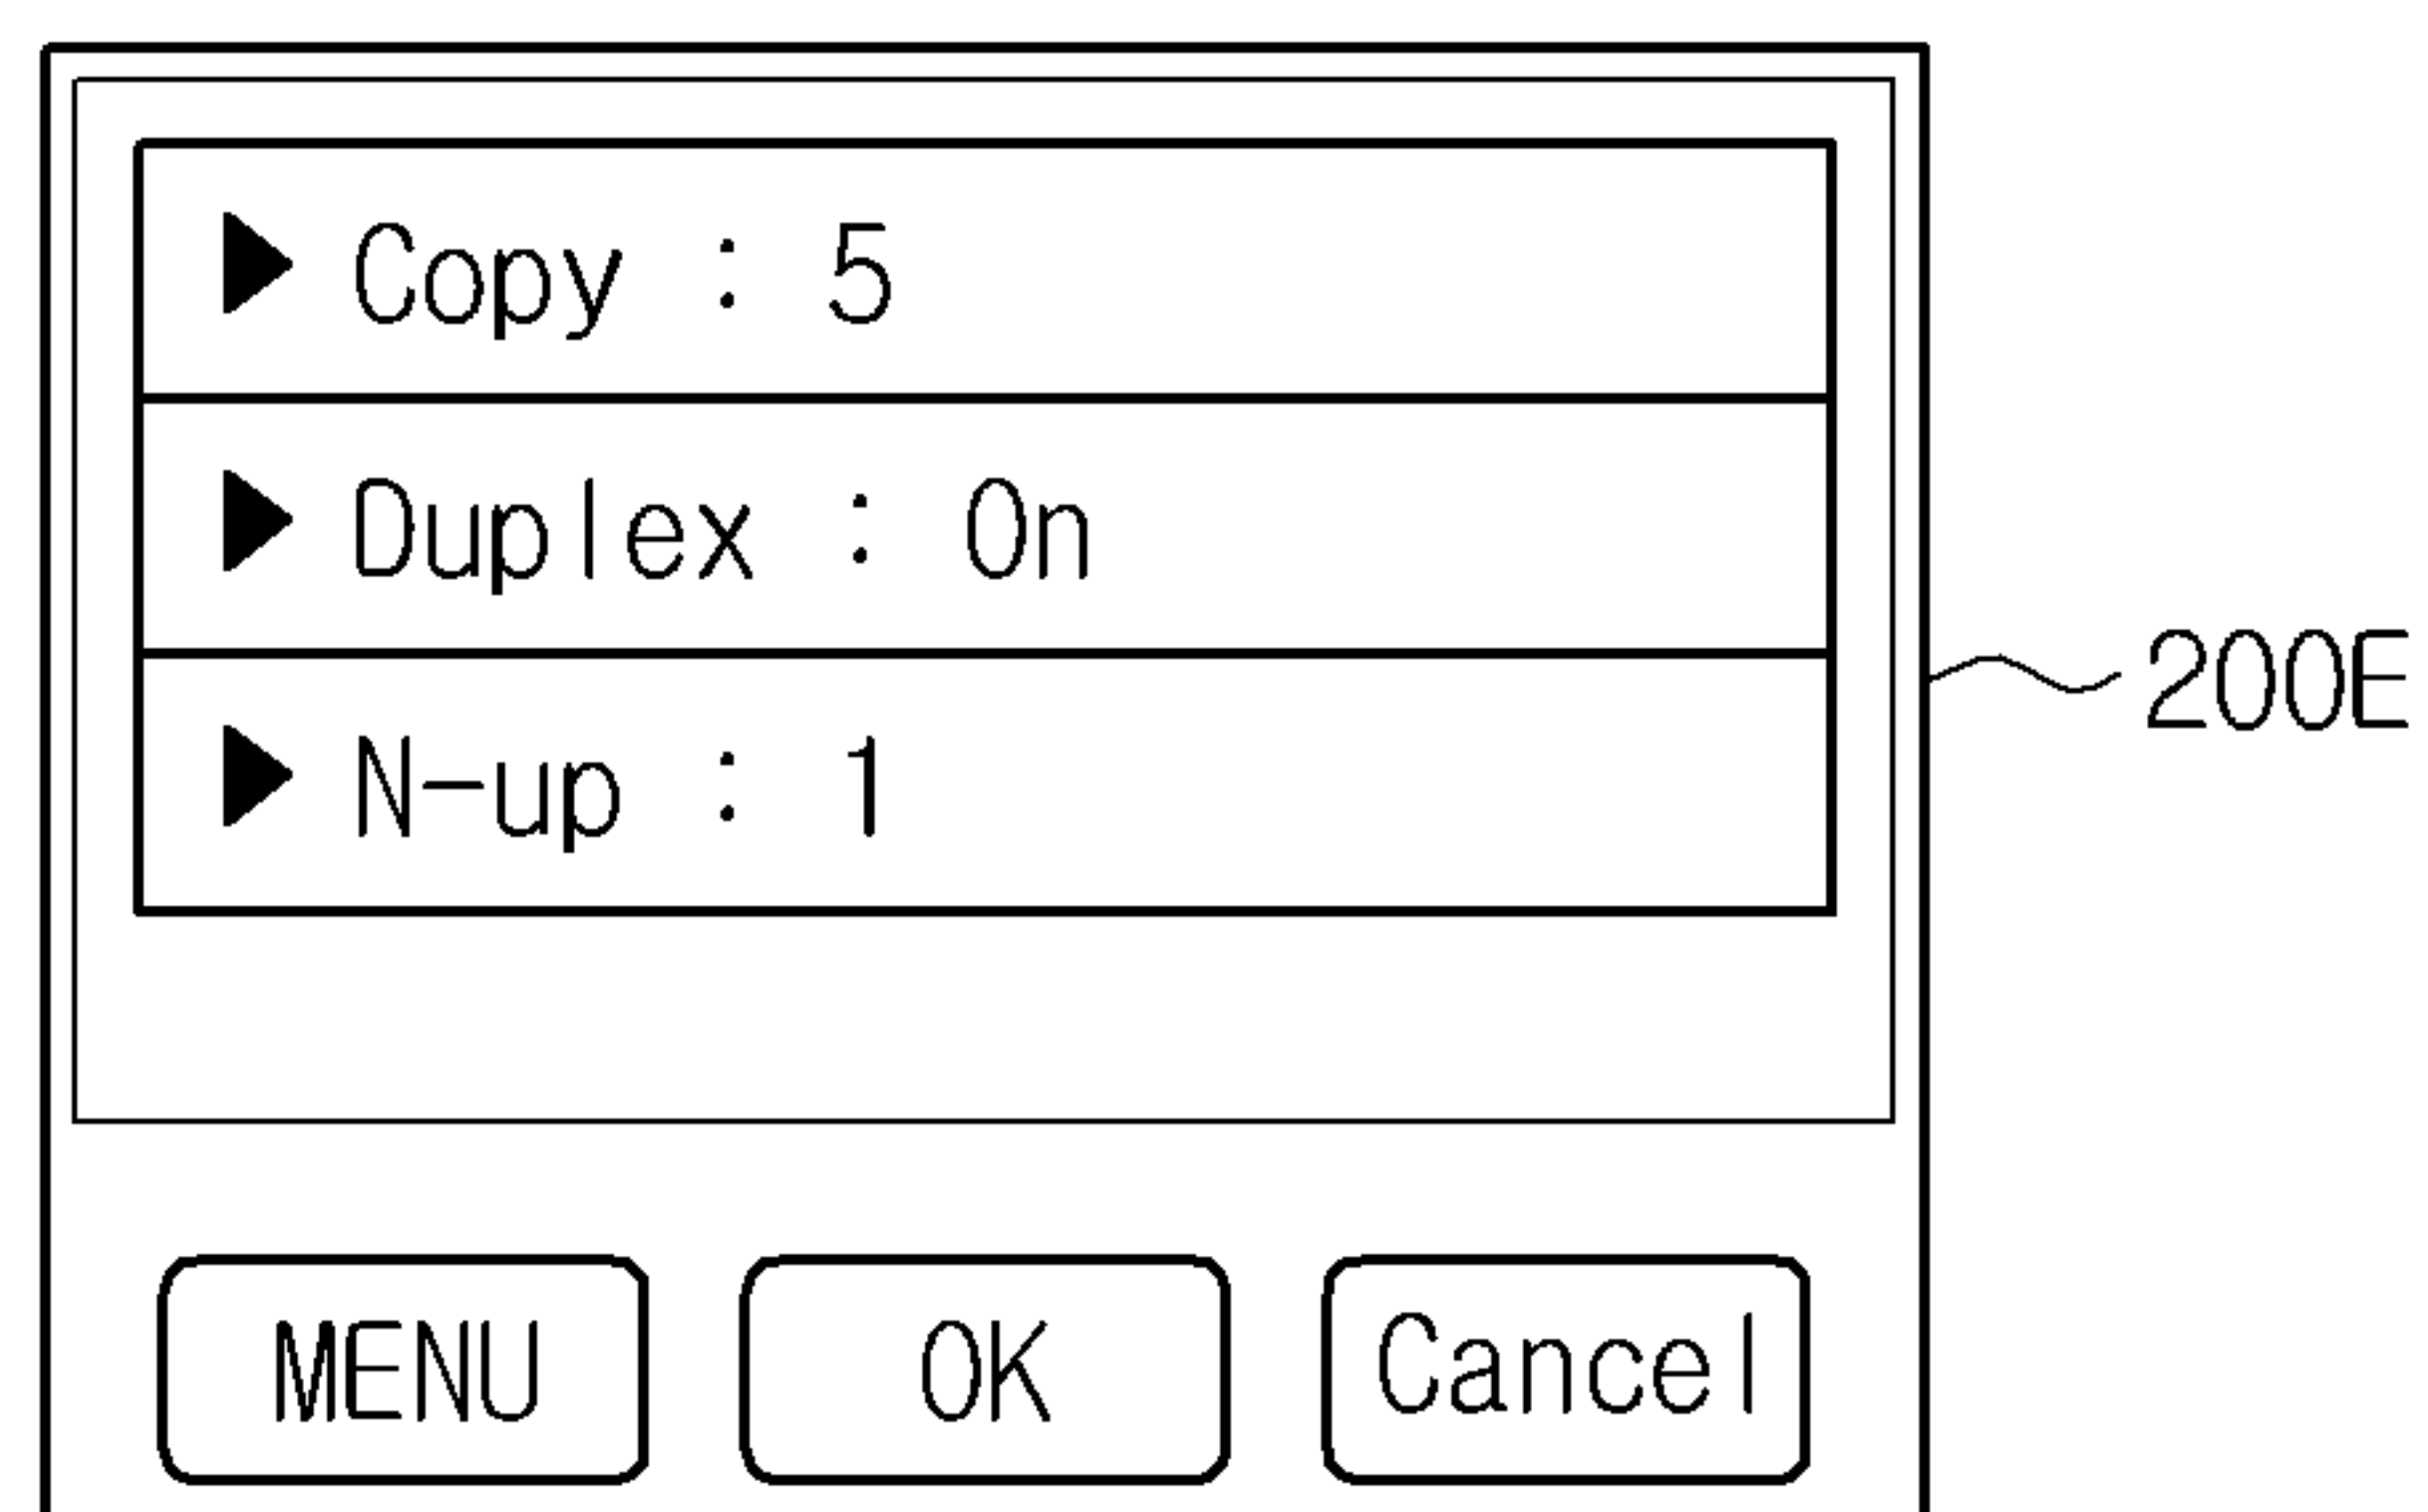 ▶ Copy : 5
▶ Duplex : On
▶ N-up : 1
200E
MENU OK Cancel